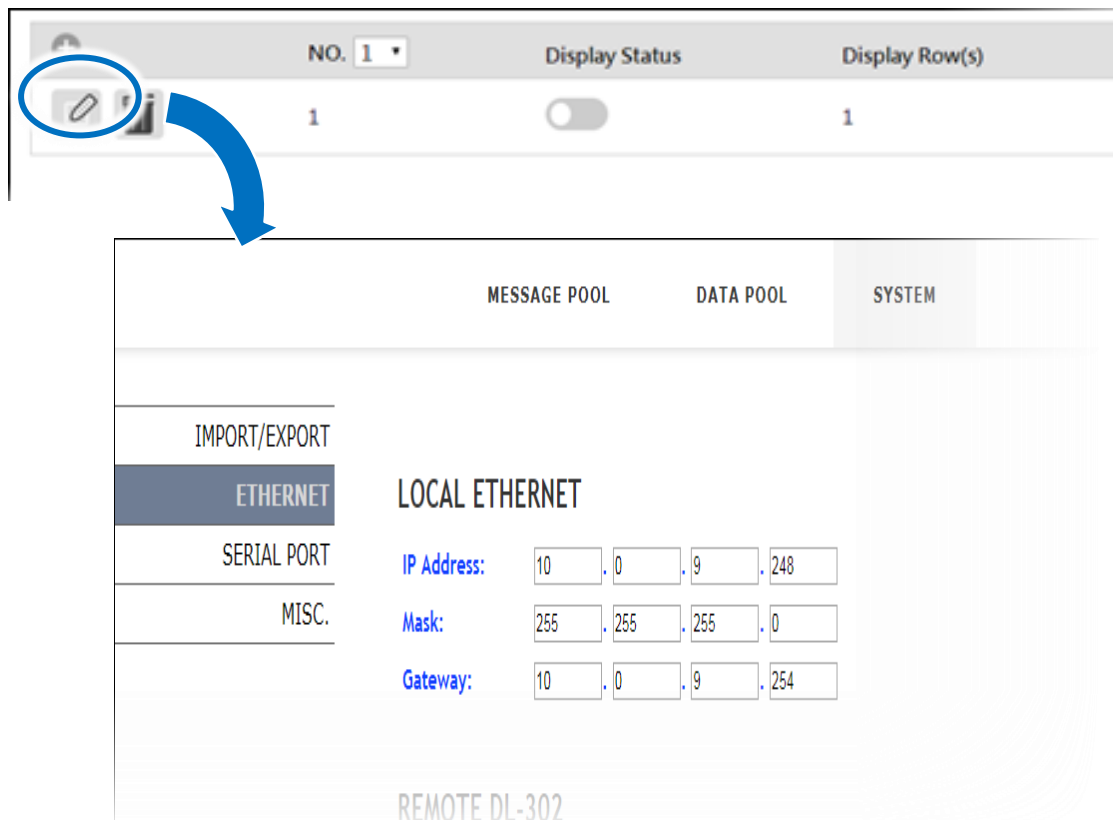 NO. 1 Display Status Display Row(s)
1 1
MESSAGE POOL DATA POOL SYSTEM
IMPORT/EXPORT
ETHERNET
SERIAL PORT
MISC.
LOCAL ETHERNET
IP Address: 10 . 0 . 9 . 248
Mask: 255 . 255 . 255 . 0
Gateway: 10 . 0 . 9 . 254
REMOTE DL-302